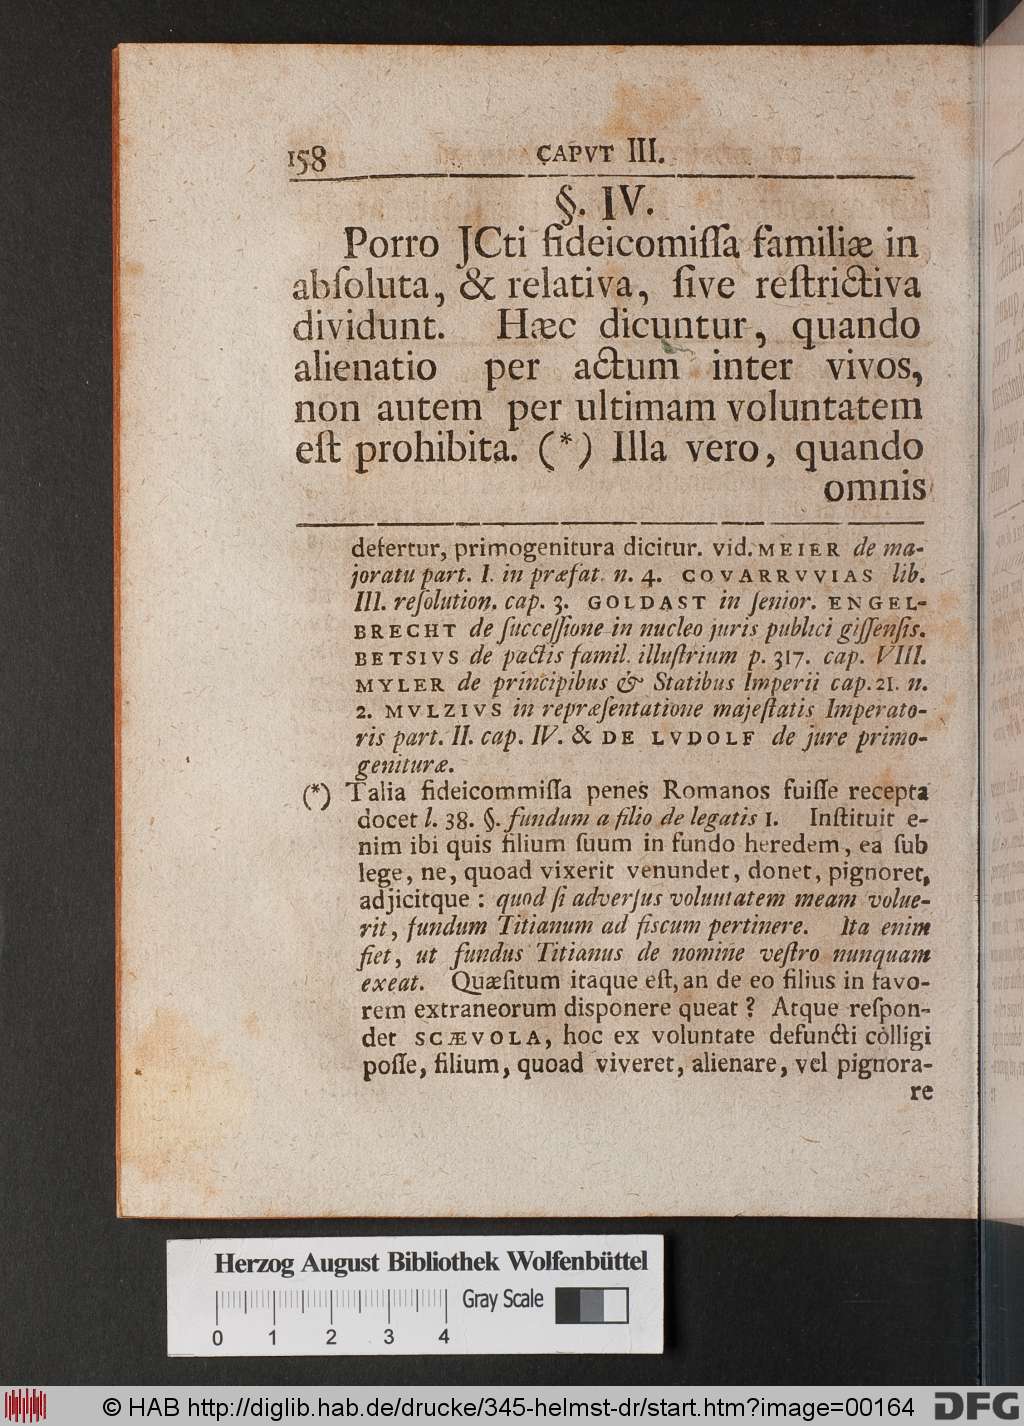 158 CAPVT III.
§. IV.
Porro JCti fideicomiſſa familiæ in
abſoluta, & relativa, ſive reſtrictiva
dividunt. Hæc dicuntur, quando
alienatio per actum inter vivos,
non autem per ultimam voluntatem
eſt prohibita. (*) Illa vero, quando
omnis
defertur, primogenitura dicitur. vid. MEIER de ma-
joratu part. I. in præfat. n. 4. COVARRVVIAS lib.
III. reſolution. cap. 3. GOLDAST in ſenior. ENGEL-
BRECHT de ſucceſſione in nucleo juris publici giſſenſis.
BETSIVS de pactis famil. illuſtrium p. 317. cap. VIII.
MYLER de principibus & Statibus Imperii cap. 21. n.
2. MVLZIVS in repræſentatione majeſtatis Imperato-
ris part. II. cap. IV. & DE LVDOLF de jure primo-
genituræ.
(*) Talia fideicommiſſa penes Romanos fuiſſe recepta
docet l. 38. §. fundum a filio de legatis I. Inſtituit e-
nim ibi quis filium ſuum in fundo heredem, ea ſub
lege, ne, quoad vixerit venundet, donet, pignoret,
adjicitque : quod ſi adverſus voluntatem meam volue-
rit, fundum Titianum ad fiscum pertinere. Ita enim
fiet, ut fundus Titianus de nomine veſtro nunquam
exeat. Quæſitum itaque eſt, an de eo filius in favo-
rem extraneorum disponere queat ? Atque reſpon-
det SCÆVOLA, hoc ex voluntate defuncti colligi
poſſe, filium, quoad viveret, alienare, vel pignora-
re
Herzog August Bibliothek Wolfenbüttel
Gray Scale
0 1 2 3 4
© HAB http://diglib.hab.de/drucke/345-helmst-dr/start.htm?image=00164 DFG